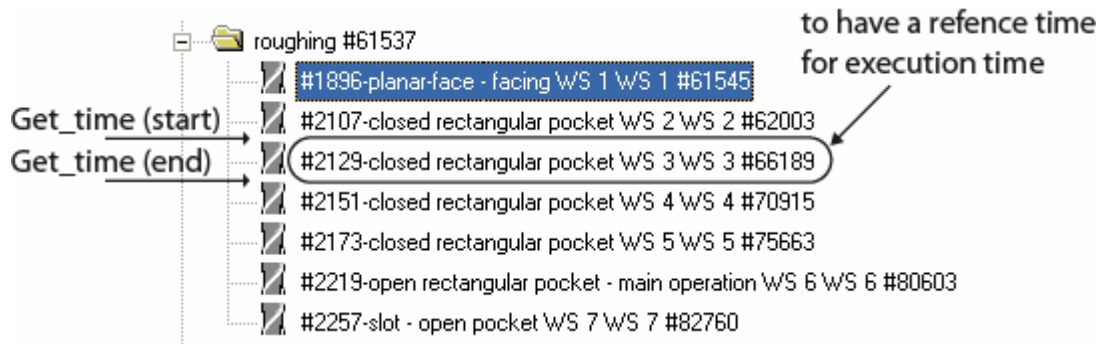 to have a refence time
for execution time
roughing #61537
#1896-planar-face - facing WS 1 WS 1 #61545
Get_time (start)
#2107-closed rectangular pocket WS 2 WS 2 #62003
Get_time (end)
#2129-closed rectangular pocket WS 3 WS 3 #66189
#2151-closed rectangular pocket WS 4 WS 4 #70915
#2173-closed rectangular pocket WS 5 WS 5 #75663
#2219-open rectangular pocket - main operation WS 6 WS 6 #80603
#2257-slot - open pocket WS 7 WS 7 #82760